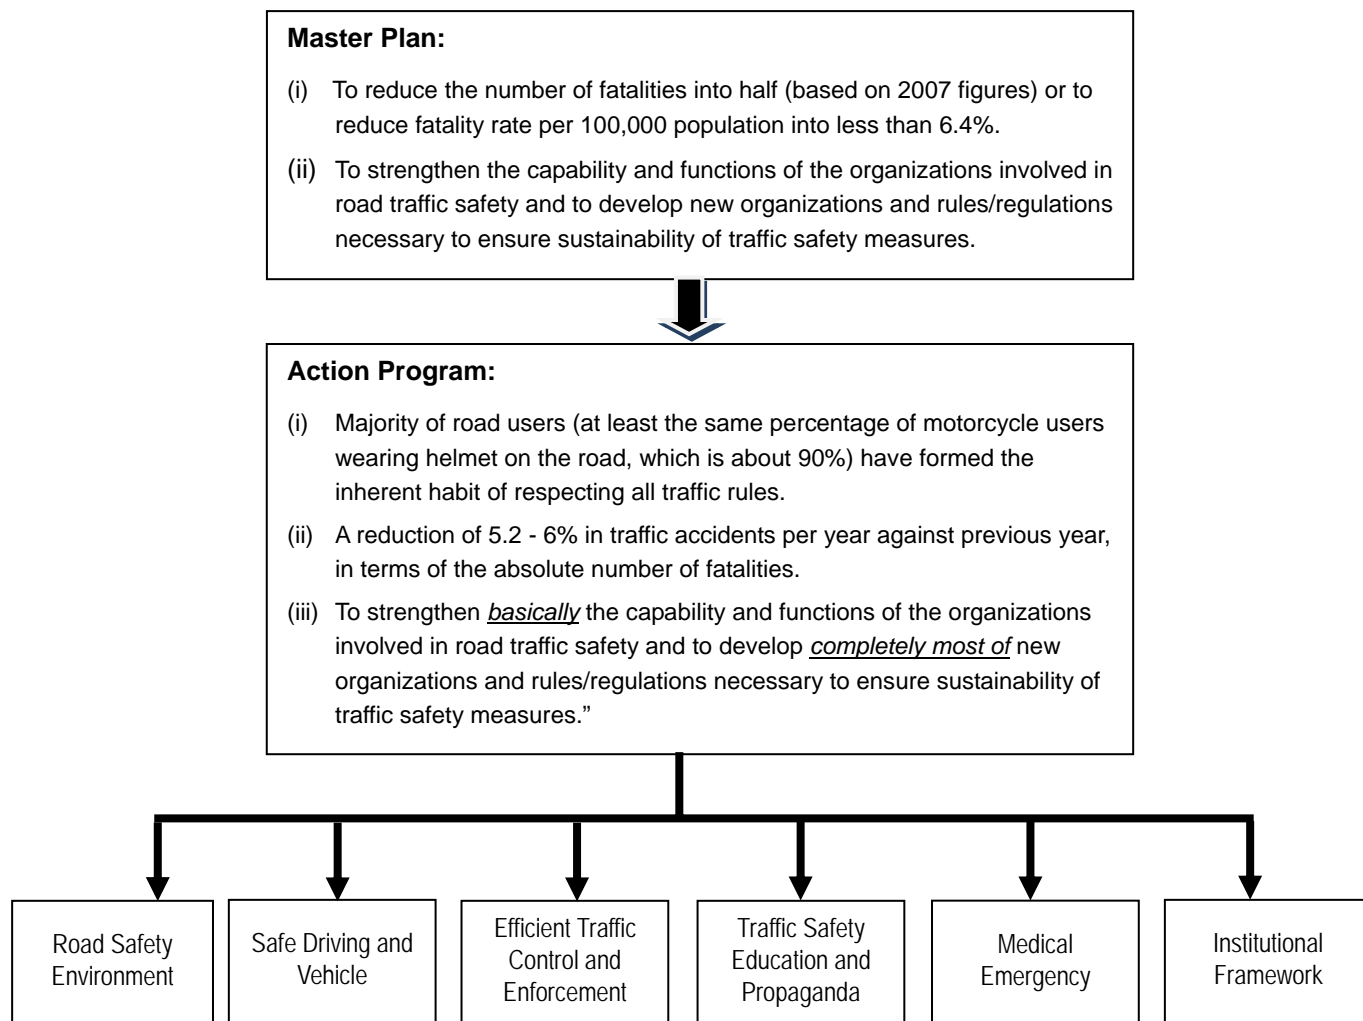 Master Plan:
(i) To reduce the number of fatalities into half (based on 2007 figures) or to
reduce fatality rate per 100,000 population into less than 6.4%.
(ii) To strengthen the capability and functions of the organizations involved in
road traffic safety and to develop new organizations and rules/regulations
necessary to ensure sustainability of traffic safety measures.
Action Program:
(i) Majority of road users (at least the same percentage of motorcycle users
wearing helmet on the road, which is about 90%) have formed the
inherent habit of respecting all traffic rules.
(ii) A reduction of 5.2 - 6% in traffic accidents per year against previous year,
in terms of the absolute number of fatalities.
(iii) To strengthen basically the capability and functions of the organizations
involved in road traffic safety and to develop completely most of new
organizations and rules/regulations necessary to ensure sustainability of
traffic safety measures.”
Road Safety
Environment
Safe Driving and
Vehicle
Efficient Traffic
Control and
Enforcement
Traffic Safety
Education and
Propaganda
Medical
Emergency
Institutional
Framework